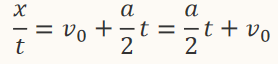 x/t = v₀ + a/2 t = a/2 t + v₀